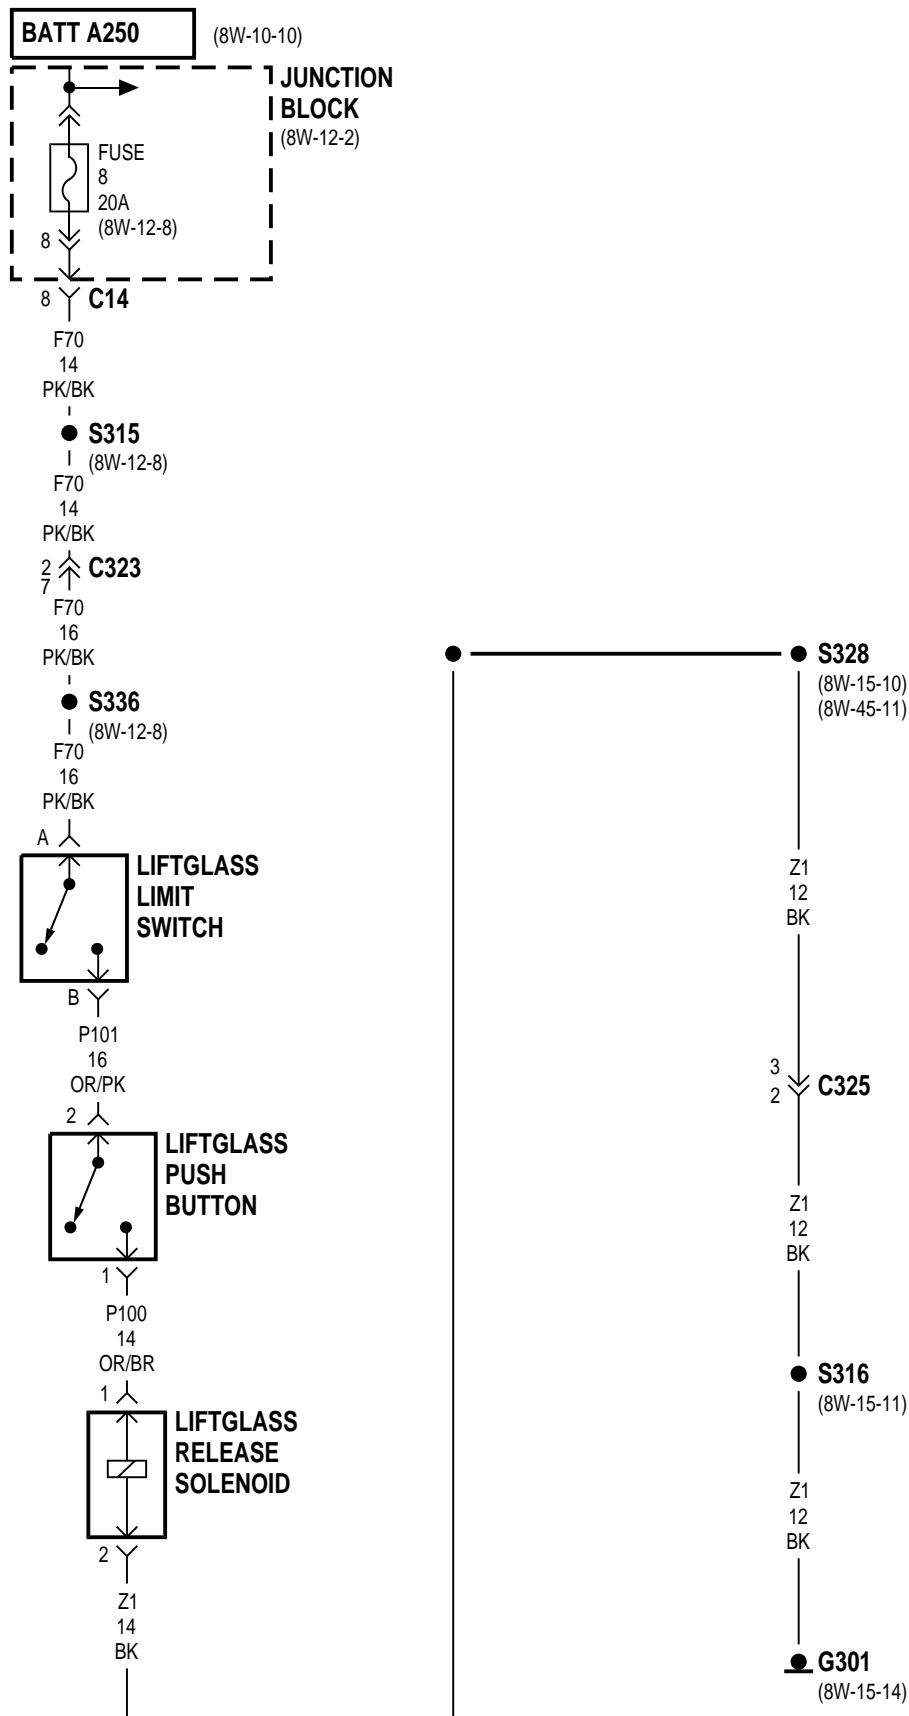 BATT A250
(8W-10-10)
JUNCTION
BLOCK
(8W-12-2)
FUSE
8
20A
(8W-12-8)
8
8
C14
F70
14
PK/BK
S315
(8W-12-8)
F70
14
PK/BK
2
7
C323
F70
16
PK/BK
S336
(8W-12-8)
F70
16
PK/BK
A
LIFTGLASS
LIMIT
SWITCH
B
P101
16
OR/PK
2
LIFTGLASS
PUSH
BUTTON
1
P100
14
OR/BR
1
LIFTGLASS
RELEASE
SOLENOID
2
Z1
14
BK
S328
(8W-15-10)
(8W-45-11)
Z1
12
BK
3
2
C325
Z1
12
BK
S316
(8W-15-11)
Z1
12
BK
G301
(8W-15-14)